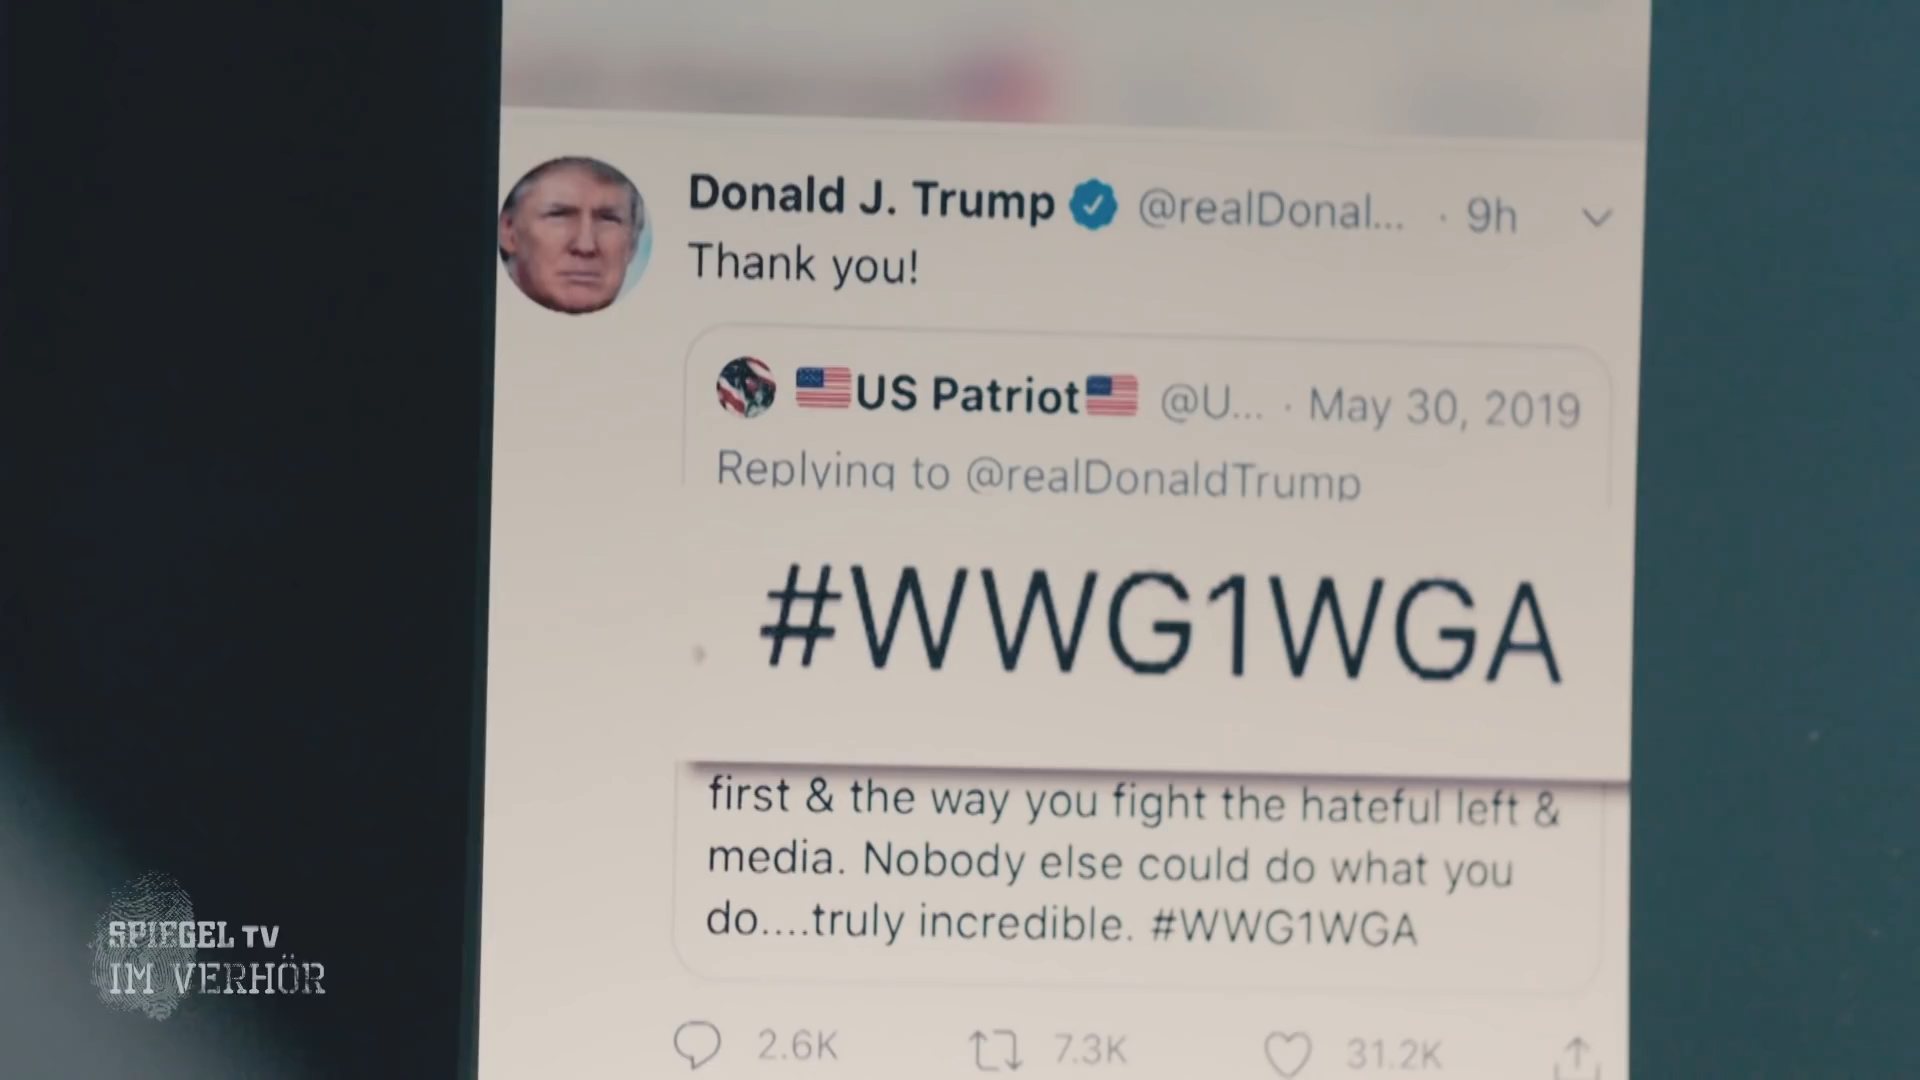 Donald J. Trump @realDonal... · 9h
Thank you!
US Patriot @U... · May 30, 2019
Replying to @realDonaldTrump
#WWG1WGA
first & the way you fight the hateful left &
media. Nobody else could do what you
do....truly incredible. #WWG1WGA
2.6K 7.3K 31.2K
SPIEGEL TV
IM VERHÖR